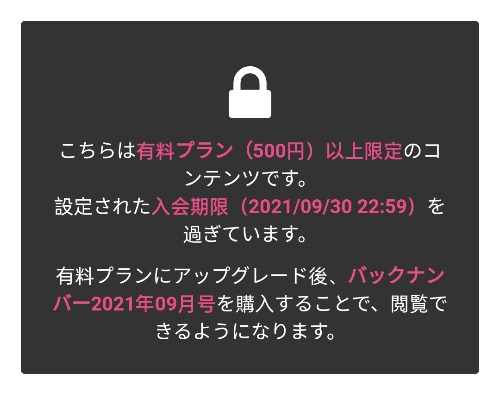 こちらは有料プラン（500円）以上限定のコ
ンテンツです。
設定された入会期限（2021/09/30 22:59）を
過ぎています。
有料プランにアップグレード後、バックナン
バー2021年09月号を購入することで、閲覧で
きるようになります。